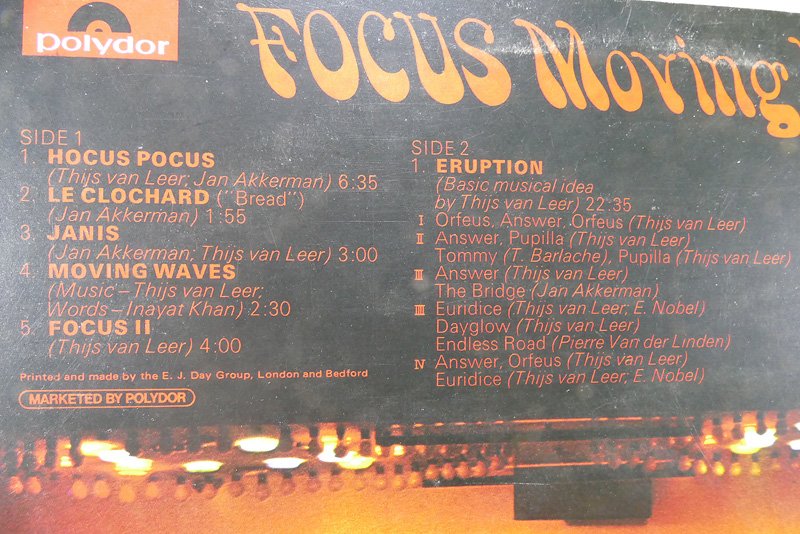 polydor
FOCUS Moving
SIDE 1
1. HOCUS POCUS
(Thijs van Leer; Jan Akkerman) 6:35
2. LE CLOCHARD ("Bread")
(Jan Akkerman) 1:55
3. JANIS
(Jan Akkerman; Thijs van Leer) 3:00
4. MOVING WAVES
(Music–Thijs van Leer;
Words–Inayat Khan) 2:30
5. FOCUS II
(Thijs van Leer) 4:00
Printed and made by the E. J. Day Group, London and Bedford
MARKETED BY POLYDOR
SIDE 2
1. ERUPTION
(Basic musical idea
by Thijs van Leer) 22:35
I Orfeus, Answer, Orfeus (Thijs van Leer)
II Answer, Pupilla (Thijs van Leer)
Tommy (T. Barlache), Pupilla (Thijs van Leer)
III Answer (Thijs van Leer)
The Bridge (Jan Akkerman)
III Euridice (Thijs van Leer; E. Nobel)
Dayglow (Thijs van Leer)
Endless Road (Pierre Van der Linden)
IV Answer, Orfeus (Thijs van Leer)
Euridice (Thijs van Leer; E. Nobel)